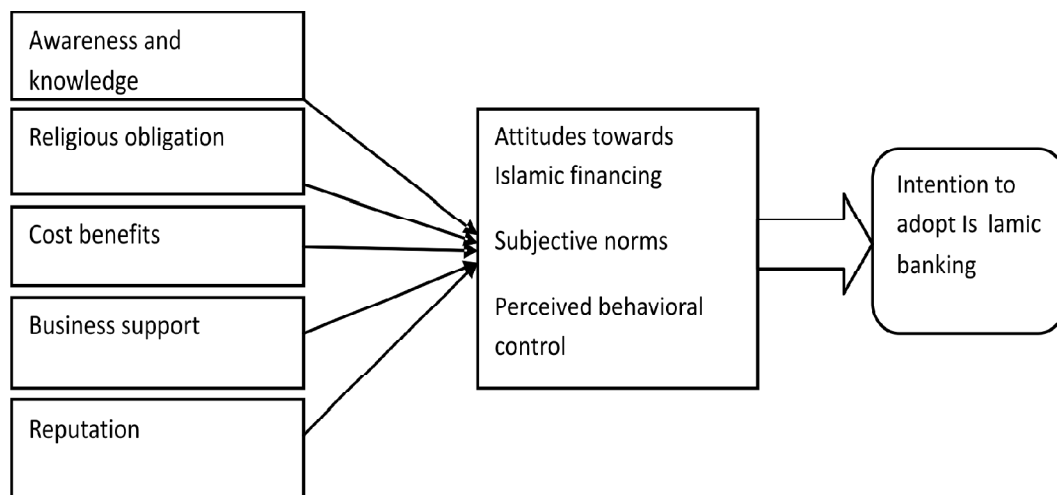 Awareness and
knowledge
Religious obligation
Cost benefits
Business support
Reputation
Attitudes towards
Islamic financing
Subjective norms
Perceived behavioral
control
Intention to
adopt Is lamic
banking